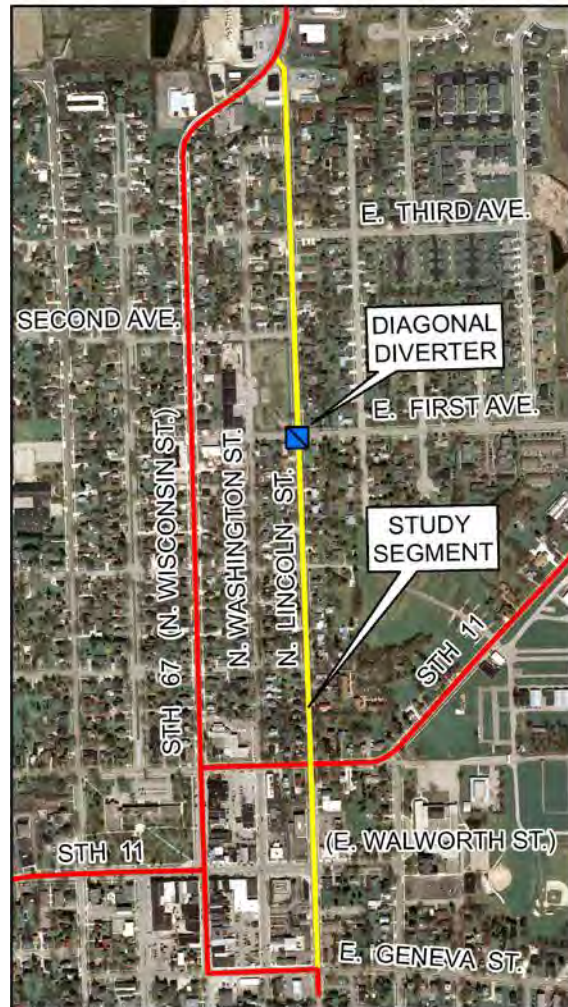 E. THIRD AVE.
SECOND AVE.
DIAGONAL
DIVERTER
E. FIRST AVE.
STH 67 (N. WISCONSIN ST.)
N. WASHINGTON ST.
N. LINCOLN ST.
STUDY
SEGMENT
STH 11
(E. WALWORTH ST.)
STH 11
E. GENEVA ST.